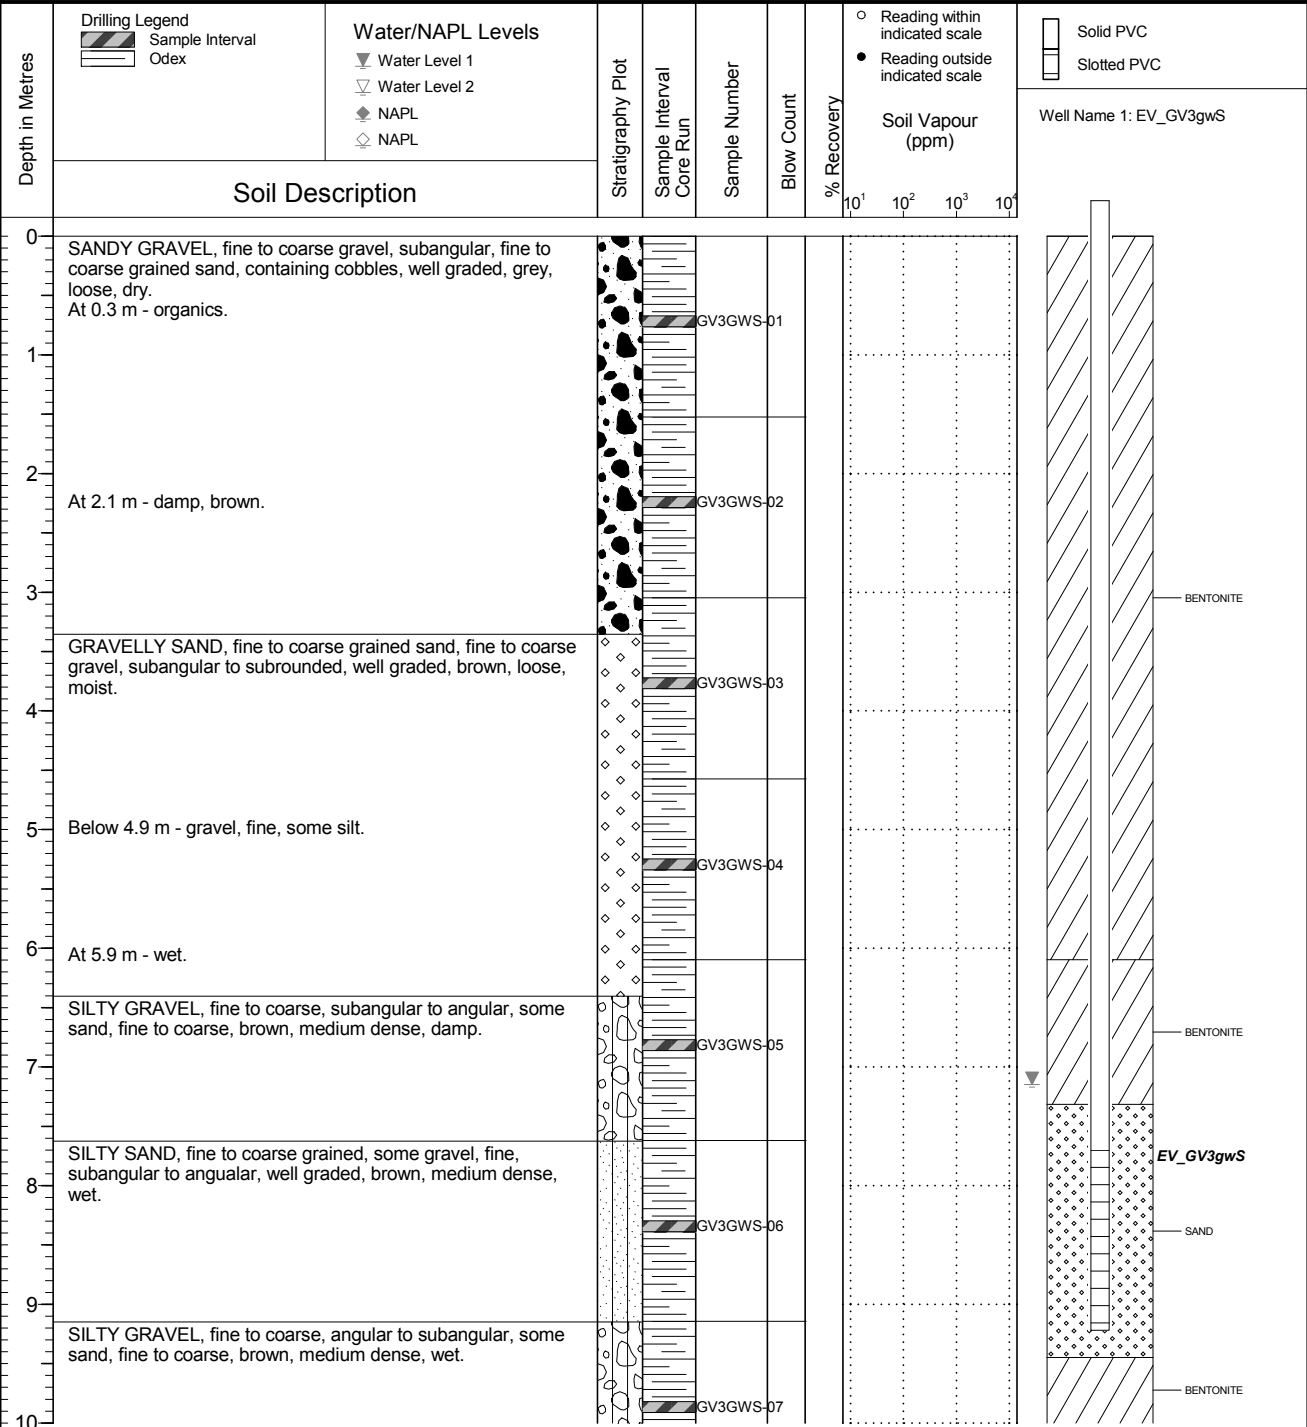 Drilling Legend
Sample Interval
Odex
Water/NAPL Levels
Water Level 1
Water Level 2
NAPL
NAPL
Depth in Metres
Soil Description
Stratigraphy Plot
Sample Interval
Core Run
Sample Number
Blow Count
% Recovery
Reading within
indicated scale
Reading outside
indicated scale
Soil Vapour
(ppm)
10¹ 10² 10³ 10⁴
Solid PVC
Slotted PVC
Well Name 1: EV_GV3gwS
0
SANDY GRAVEL, fine to coarse gravel, subangular, fine to
coarse grained sand, containing cobbles, well graded, grey,
loose, dry.
At 0.3 m - organics.
GV3GWS-01
1
2
At 2.1 m - damp, brown.
GV3GWS-02
3
BENTONITE
GRAVELLY SAND, fine to coarse grained sand, fine to coarse
gravel, subangular to subrounded, well graded, brown, loose,
moist.
GV3GWS-03
4
Below 4.9 m - gravel, fine, some silt.
5
GV3GWS-04
6
At 5.9 m - wet.
SILTY GRAVEL, fine to coarse, subangular to angular, some
sand, fine to coarse, brown, medium dense, damp.
BENTONITE
GV3GWS-05
7
SILTY SAND, fine to coarse grained, some gravel, fine,
subangular to angualar, well graded, brown, medium dense,
wet.
EV_GV3gwS
8
GV3GWS-06
SAND
9
SILTY GRAVEL, fine to coarse, angular to subangular, some
sand, fine to coarse, brown, medium dense, wet.
BENTONITE
GV3GWS-07
10